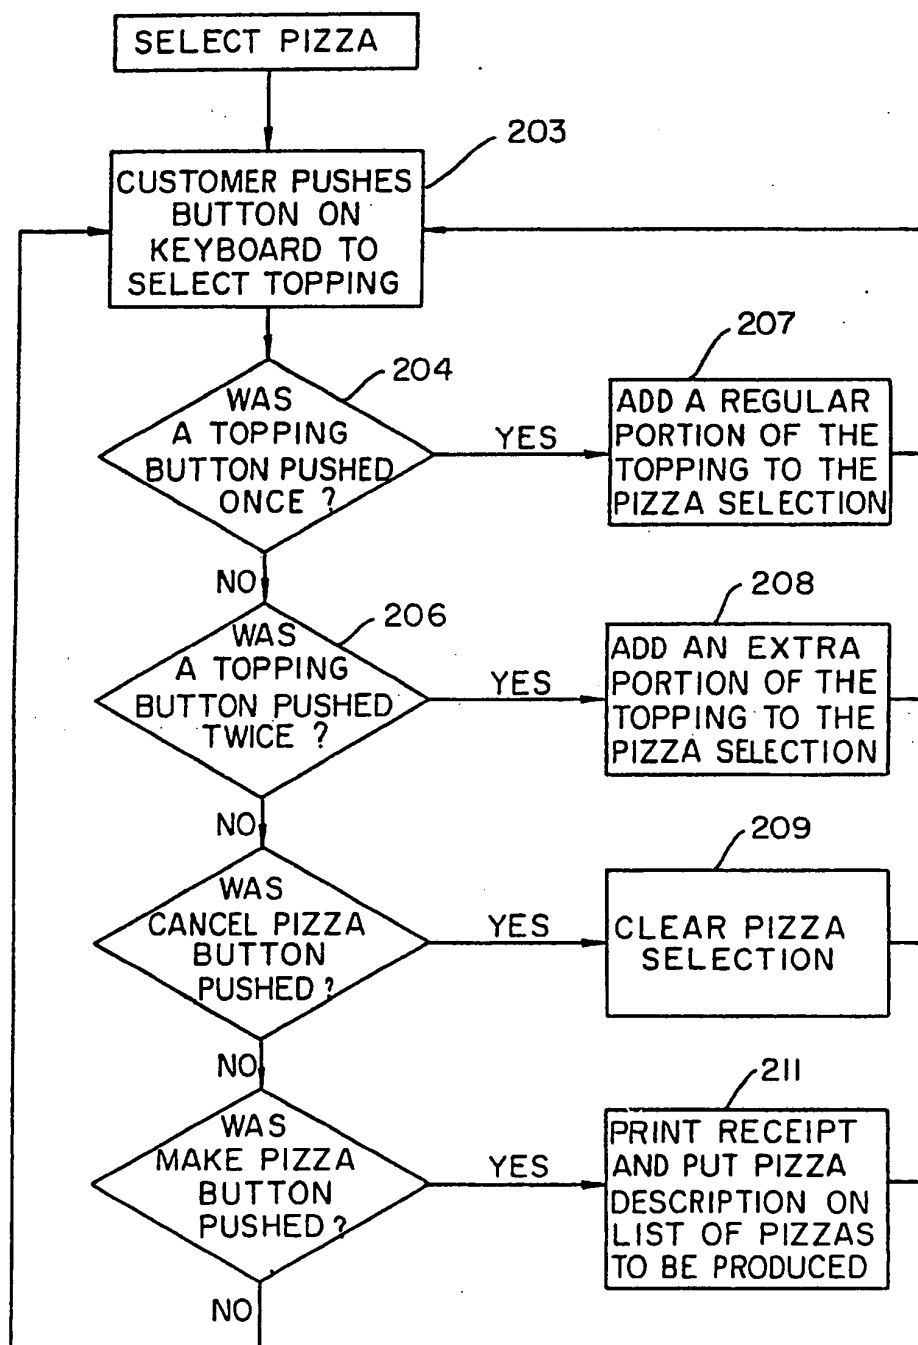 SELECT PIZZA
203
CUSTOMER PUSHES
BUTTON ON
KEYBOARD TO
SELECT TOPPING
204
WAS
A TOPPING
BUTTON PUSHED
ONCE ?
YES
207
ADD A REGULAR
PORTION OF THE
TOPPING TO THE
PIZZA SELECTION
NO
206
WAS
A TOPPING
BUTTON PUSHED
TWICE ?
YES
208
ADD AN EXTRA
PORTION OF THE
TOPPING TO THE
PIZZA SELECTION
NO
WAS
CANCEL PIZZA
BUTTON
PUSHED ?
YES
209
CLEAR PIZZA
SELECTION
NO
WAS
MAKE PIZZA
BUTTON
PUSHED ?
YES
211
PRINT RECEIPT
AND PUT PIZZA
DESCRIPTION ON
LIST OF PIZZAS
TO BE PRODUCED
NO